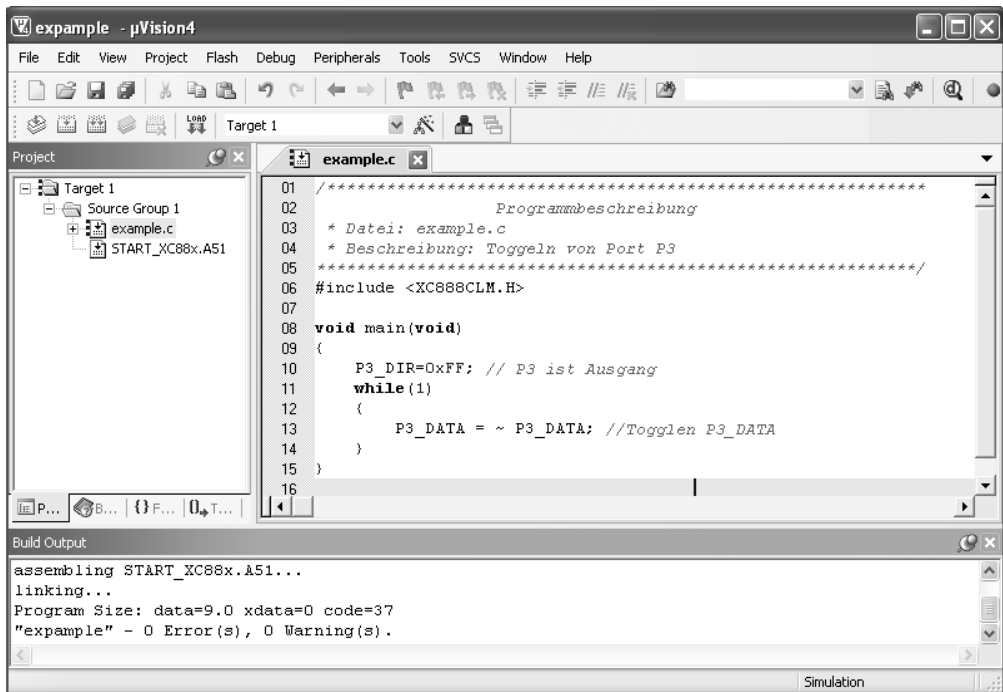 expample - µVision4
File Edit View Project Flash Debug Peripherals Tools SVCS Window Help
LOAD Target 1
Project
example.c
Target 1
Source Group 1
example.c
START_XC88x.A51
01 /************************************************************
02 Programmbeschreibung
03 * Datei: example.c
04 * Beschreibung: Toggeln von Port P3
05 ************************************************************/
06 #include <XC888CLM.H>
07
08 void main(void)
09 {
10 P3_DIR=0xFF; // P3 ist Ausgang
11 while(1)
12 {
13 P3_DATA = ~ P3_DATA; //Togglen P3_DATA
14 }
15 }
16
P... B... {} F... 0 T...
Build Output
assembling START_XC88x.A51...
linking...
Program Size: data=9.0 xdata=0 code=37
"expample" - 0 Error(s), 0 Warning(s).
Simulation